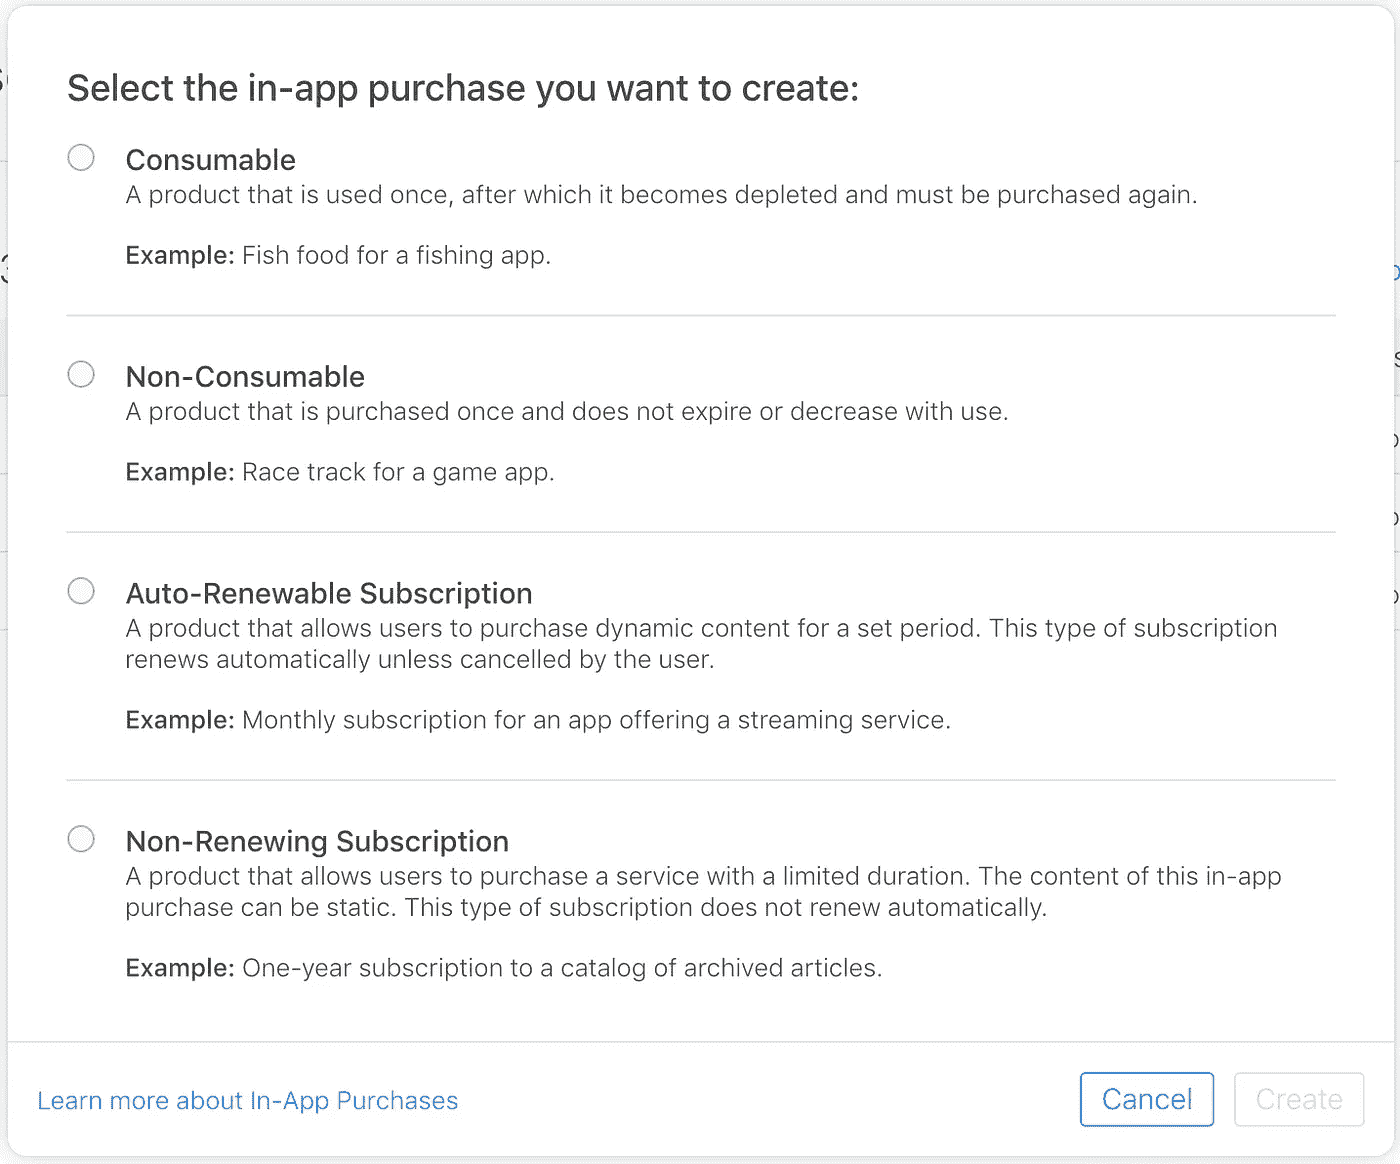 Select the in-app purchase you want to create:
Consumable
A product that is used once, after which it becomes depleted and must be purchased again.
Example: Fish food for a fishing app.
Non-Consumable
A product that is purchased once and does not expire or decrease with use.
Example: Race track for a game app.
Auto-Renewable Subscription
A product that allows users to purchase dynamic content for a set period. This type of subscription
renews automatically unless cancelled by the user.
Example: Monthly subscription for an app offering a streaming service.
Non-Renewing Subscription
A product that allows users to purchase a service with a limited duration. The content of this in-app
purchase can be static. This type of subscription does not renew automatically.
Example: One-year subscription to a catalog of archived articles.
Learn more about In-App Purchases
Cancel
Create